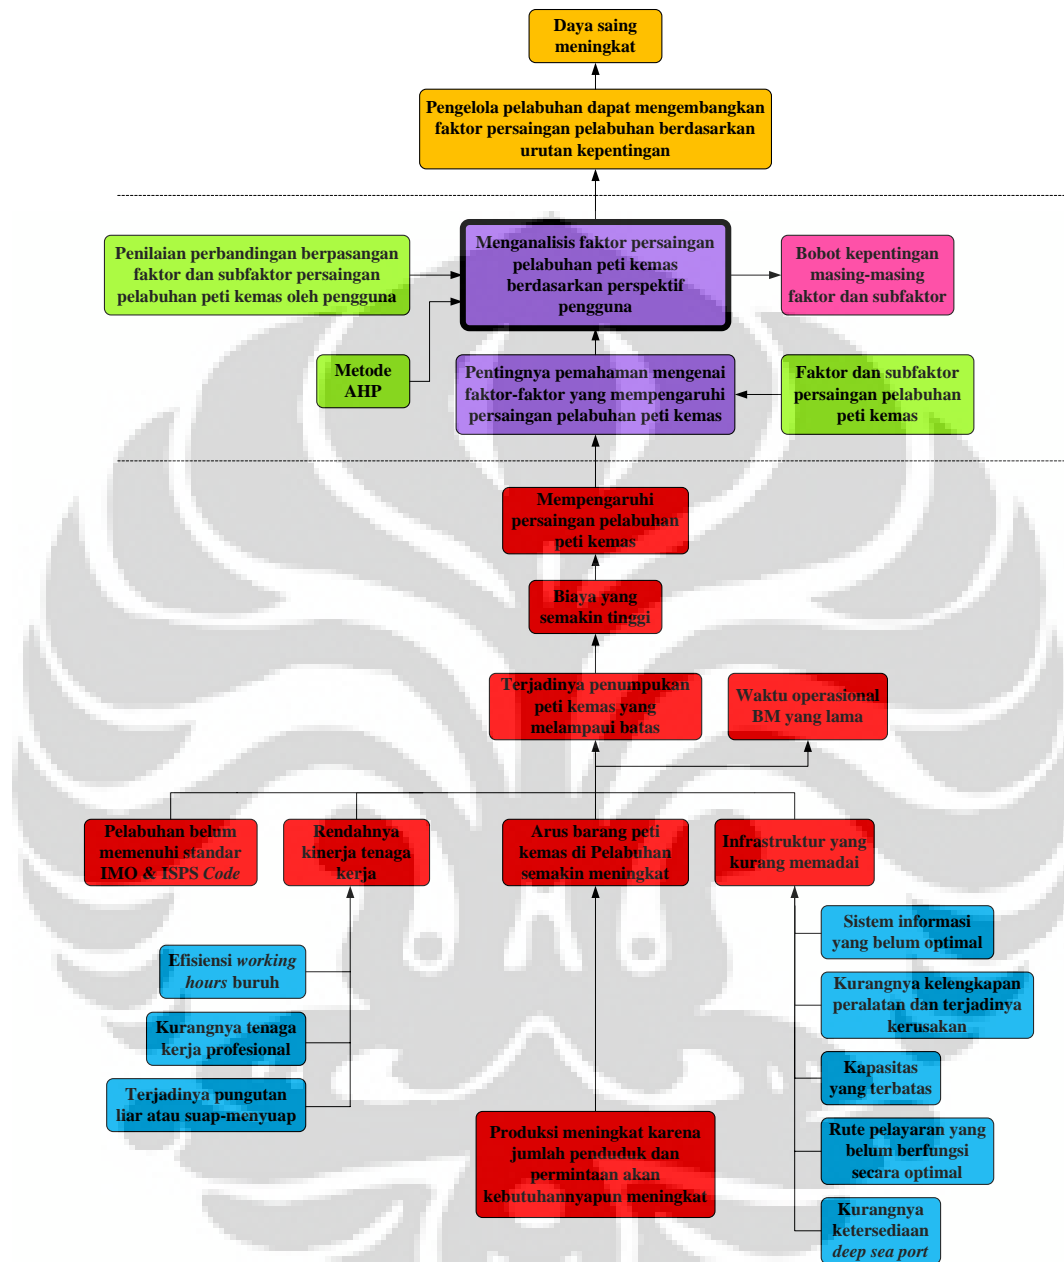 Daya saing
meningkat
Pengelola pelabuhan dapat mengembangkan
faktor persaingan pelabuhan berdasarkan
urutan kepentingan
Penilaian perbandingan berpasangan
faktor dan subfaktor persaingan
pelabuhan peti kemas oleh pengguna
Menganalisis faktor persaingan
pelabuhan peti kemas
berdasarkan perspektif
pengguna
Bobot kepentingan
masing-masing
faktor dan subfaktor
Metode
AHP
Pentingnya pemahaman mengenai
faktor-faktor yang mempengaruhi
persaingan pelabuhan peti kemas
Faktor dan subfaktor
persaingan pelabuhan
peti kemas
Mempengaruhi
persaingan pelabuhan
peti kemas
Biaya yang
semakin tinggi
Terjadinya penumpukan
peti kemas yang
melampaui batas
Waktu operasional
BM yang lama
Pelabuhan belum
memenuhi standar
IMO & ISPS Code
Rendahnya
kinerja tenaga
kerja
Arus barang peti
kemas di Pelabuhan
semakin meningkat
Infrastruktur yang
kurang memadai
Efisiensi working
hours buruh
Kurangnya tenaga
kerja profesional
Terjadinya pungutan
liar atau suap-menyuap
Produksi meningkat karena
jumlah penduduk dan
permintaan akan
kebutuhannyapun meningkat
Sistem informasi
yang belum optimal
Kurangnya kelengkapan
peralatan dan terjadinya
kerusakan
Kapasitas
yang terbatas
Rute pelayaran yang
belum berfungsi
secara optimal
Kurangnya
ketersediaan
deep sea port